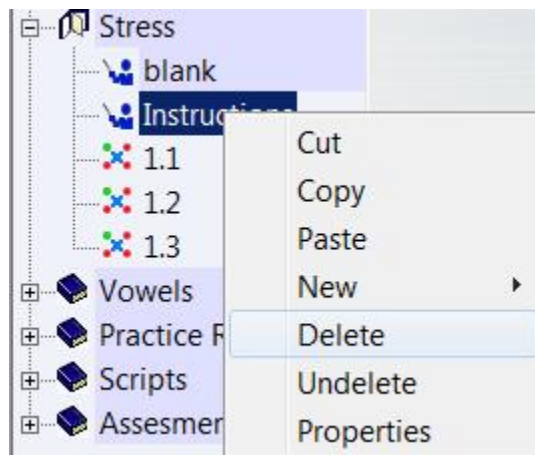 Stress
blank
Instructions
1.1
1.2
1.3
Vowels
Practice R
Scripts
Assesmen
Cut
Copy
Paste
New
Delete
Undelete
Properties